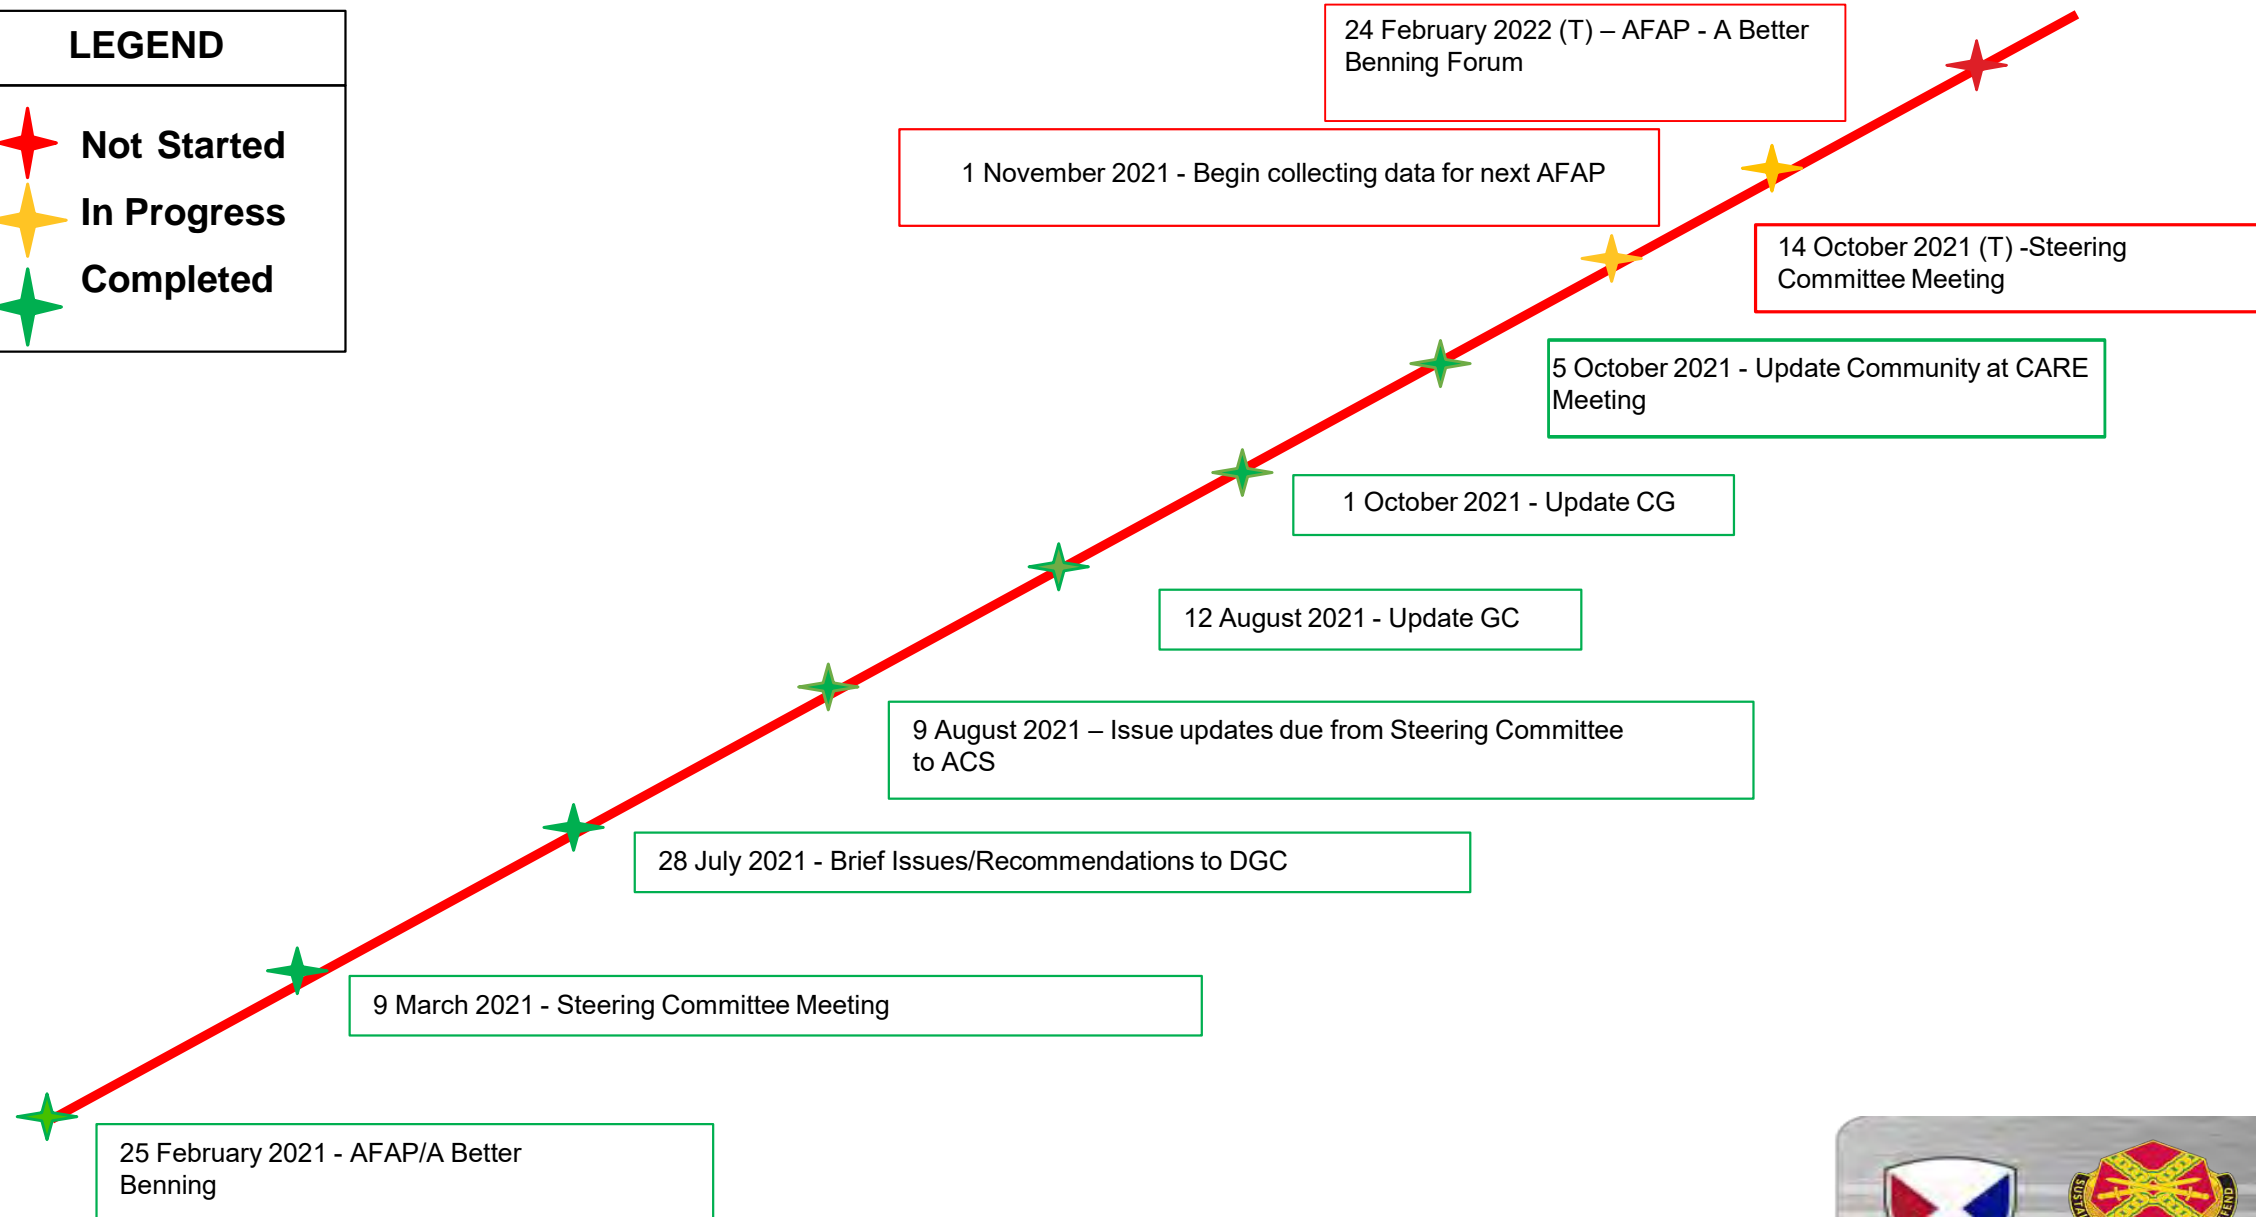 LEGEND
Not Started
In Progress
Completed
24 February 2022 (T) – AFAP - A Better
Benning Forum
1 November 2021 - Begin collecting data for next AFAP
14 October 2021 (T) -Steering
Committee Meeting
5 October 2021 - Update Community at CARE
Meeting
1 October 2021 - Update CG
12 August 2021 - Update GC
9 August 2021 – Issue updates due from Steering Committee
to ACS
28 July 2021 - Brief Issues/Recommendations to DGC
9 March 2021 - Steering Committee Meeting
25 February 2021 - AFAP/A Better
Benning